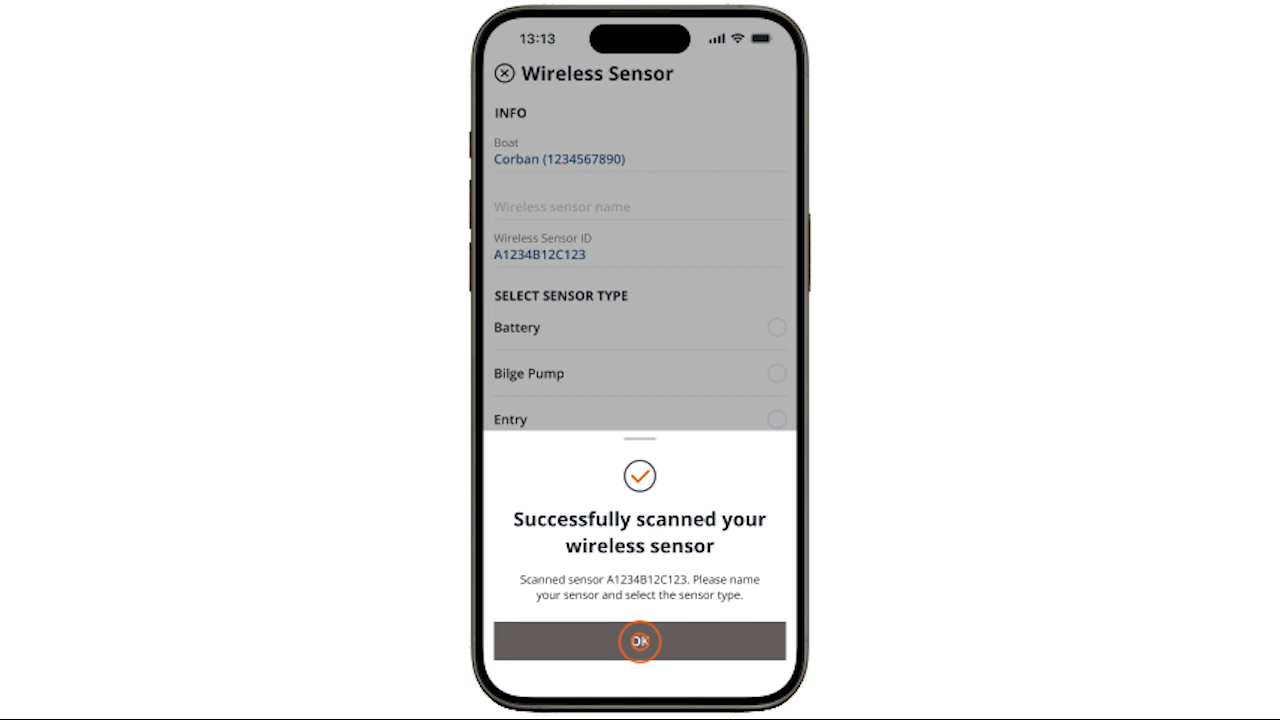 13:13
Wireless Sensor
INFO
Boat
Corban (1234567890)
Wireless sensor name
Wireless Sensor ID
A1234B12C123
SELECT SENSOR TYPE
Battery
Bilge Pump
Entry
Successfully scanned your
wireless sensor
Scanned sensor A1234B12C123. Please name
your sensor and select the sensor type.
OK